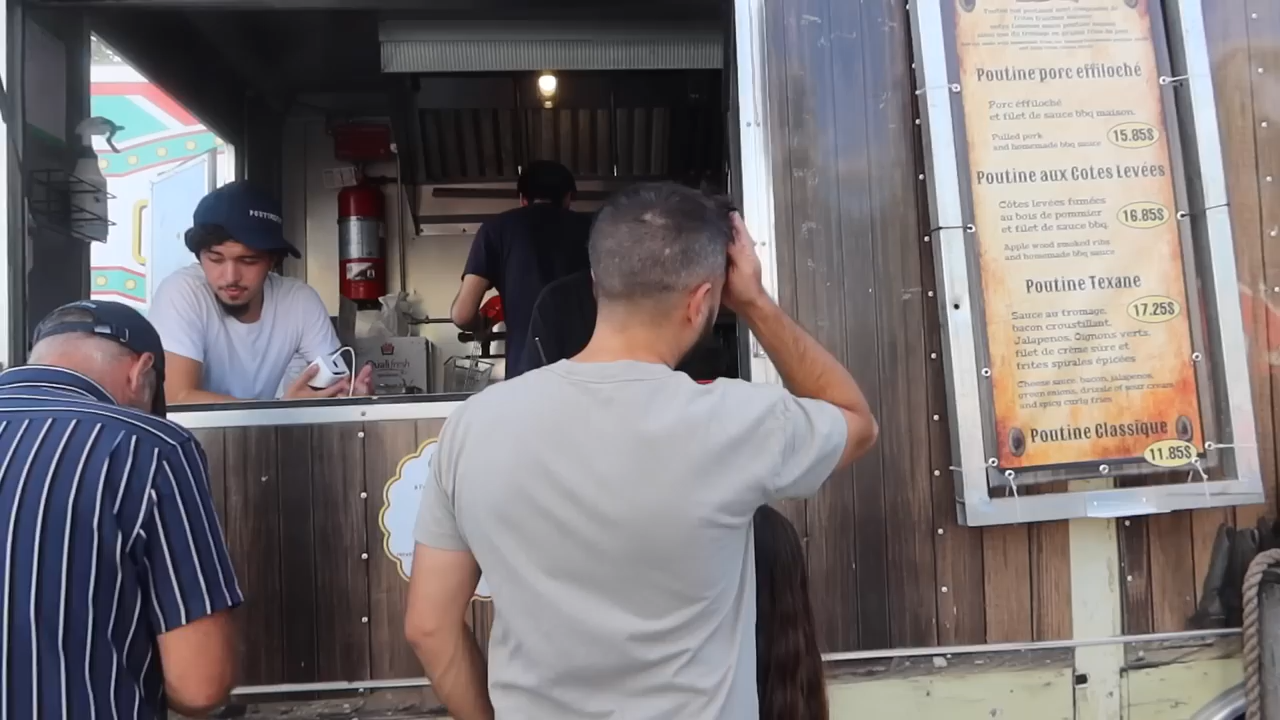 Poutine porc effiloché
Porc éffiloché
et filet de sauce bbq maison.
Pulled pork
and homemade bbq sauce
15.85$
Poutine aux Cotes Levées
Côtes levées fumées
au bois de pommier
et filet de sauce bbq.
16.85$
Apple wood smoked ribs
and homemade bbq sauce
Poutine Texane
17.25$
Sauce au fromage,
bacon croustillant,
Jalapenos, Oignons verts,
filet de crème sûre et
frites spirales épicées
Cheese sauce, bacon, jalapenos,
green onions, drizzle of sour cream
and spicy curly fries
Poutine Classique
11.85$
Qualifresh